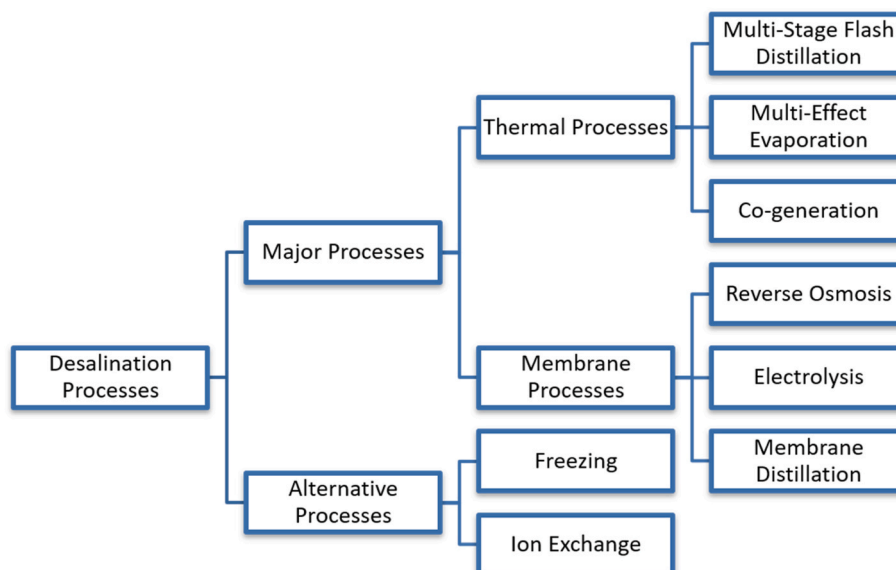 Multi-Stage Flash
Distillation
Thermal Processes
Multi-Effect
Evaporation
Co-generation
Major Processes
Reverse Osmosis
Desalination
Processes
Membrane
Processes
Electrolysis
Freezing
Membrane
Distillation
Alternative
Processes
Ion Exchange